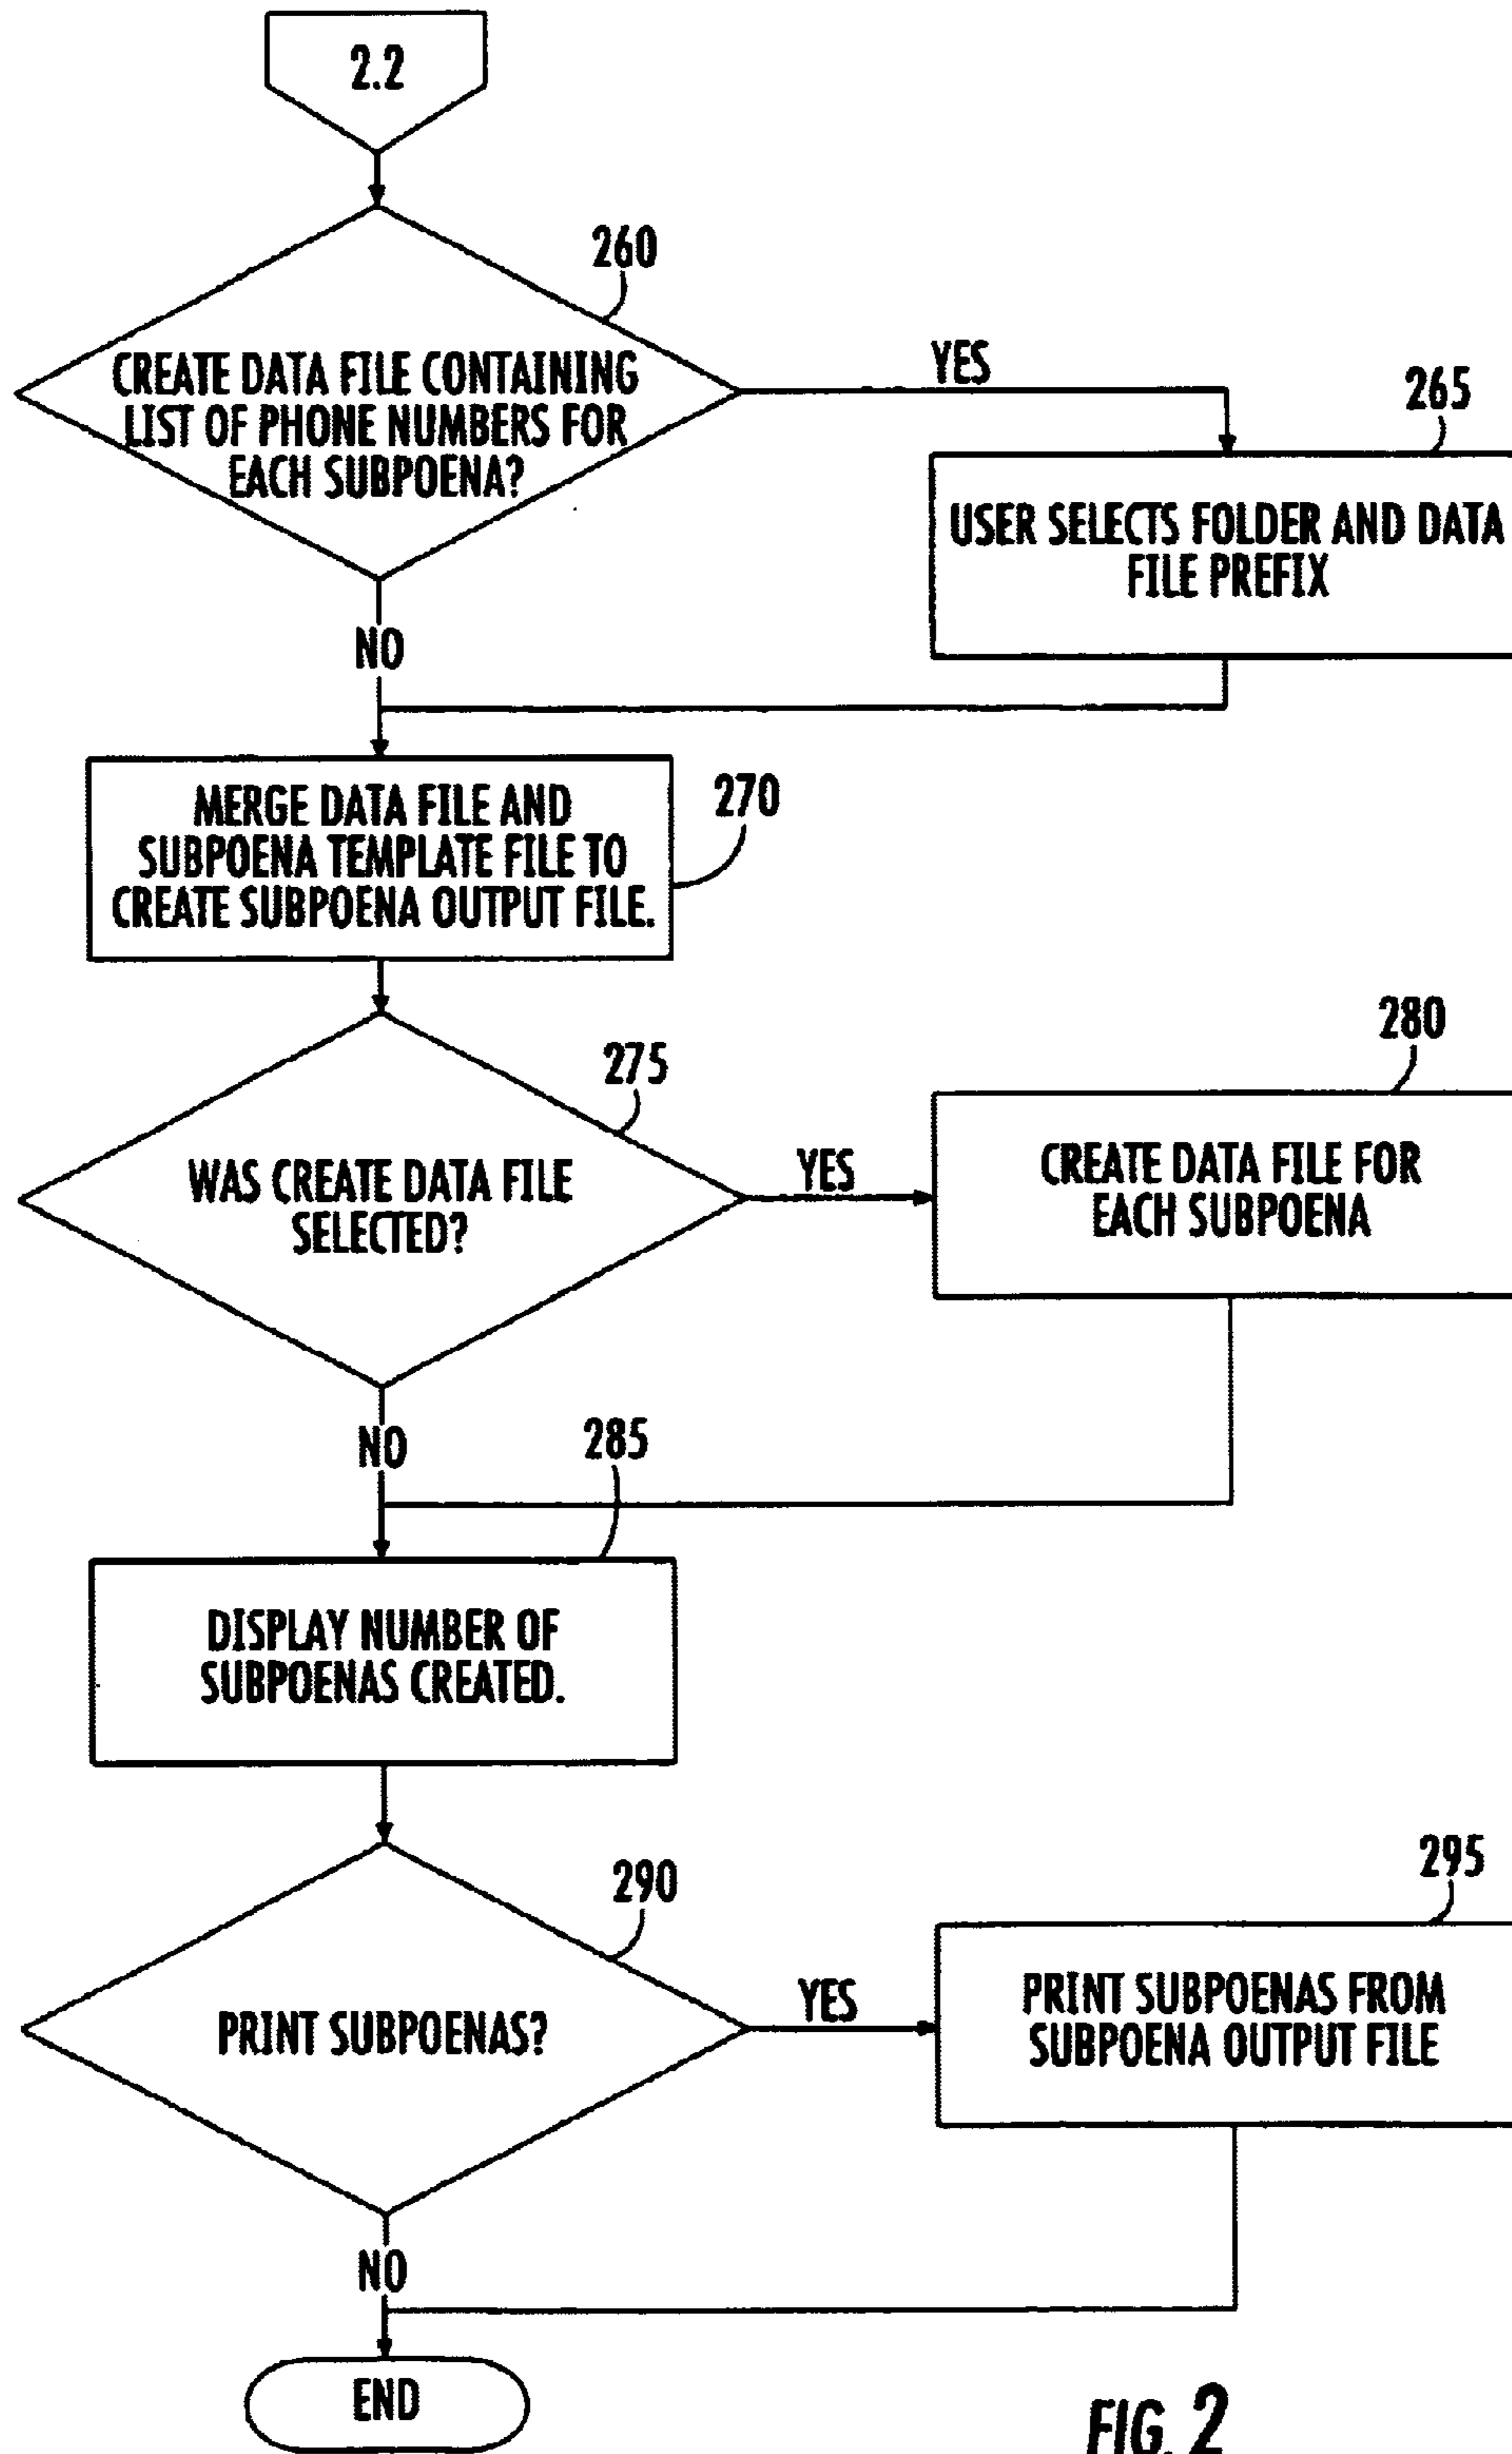 2.2
260
CREATE DATA FILE CONTAINING
LIST OF PHONE NUMBERS FOR
EACH SUBPOENA?
YES
265
USER SELECTS FOLDER AND DATA
FILE PREFIX
NO
MERGE DATA FILE AND
SUBPOENA TEMPLATE FILE TO
CREATE SUBPOENA OUTPUT FILE.
270
275
WAS CREATE DATA FILE
SELECTED?
YES
280
CREATE DATA FILE FOR
EACH SUBPOENA
NO
285
DISPLAY NUMBER OF
SUBPOENAS CREATED.
290
PRINT SUBPOENAS?
YES
295
PRINT SUBPOENAS FROM
SUBPOENA OUTPUT FILE
NO
END
FIG. 2